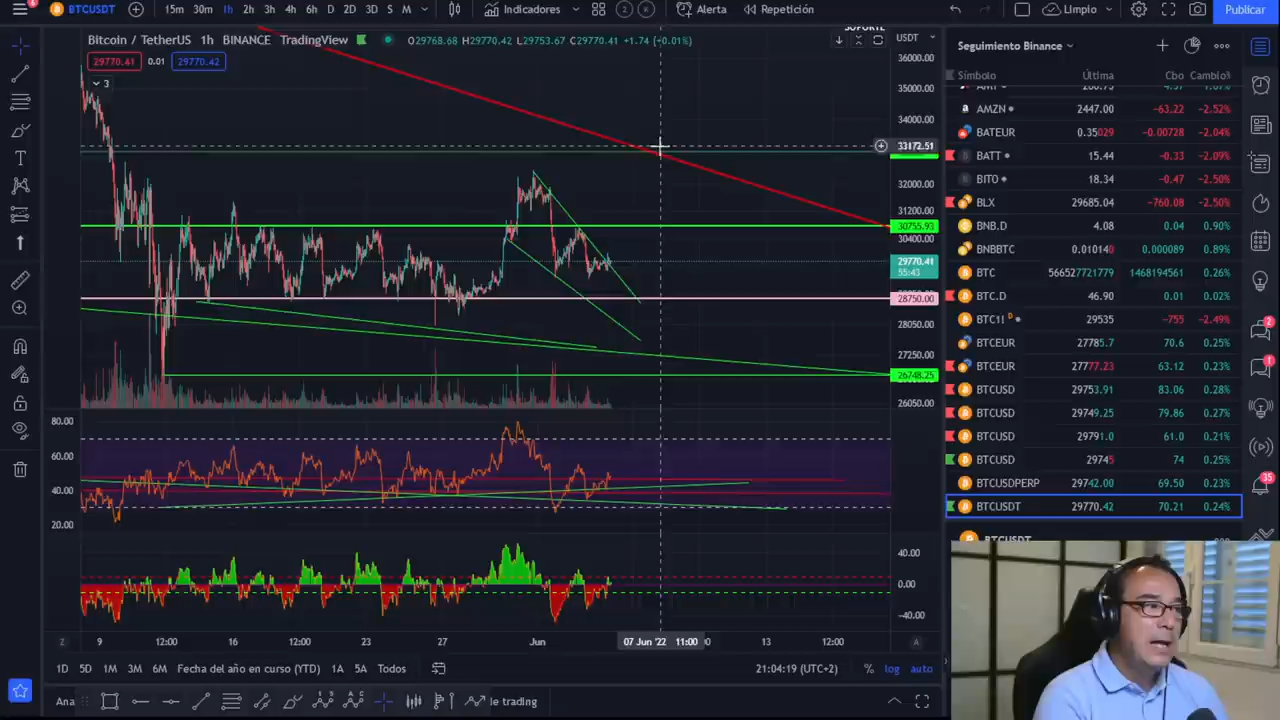 6 BTCUSDT 15m 30m 1h 2h 3h 4h 6h D 2D 3D S M Indicadores 2 R Alerta Repetición LImpio Publicar
Bitcoin / TetherUS 1h BINANCE TradingView O29768.68 H29770.42 L29753.67 C29770.41 +1.74 (+0.01%)
SOPORTE
29770.41 0.01 29770.42
3
USDT
36000.00
35000.00
34000.00
33172.51
32000.00
31200.00
30755.93
30400.00
29770.41
55:43
28750.00
28050.00
27250.00
26748.25
26050.00
80.00
60.00
40.00
20.00
40.00
0.00
−40.00
Z 9 12:00 16 12:00 23 27 Jun 07 Jun '22 11:00 13 12:00 A
1D 5D 1M 3M 6M Fecha del año en curso (YTD) 1A 5A Todos 21:04:19 (UTC+2) % log auto
Ana le trading
Seguimiento Binance
Símbolo Última Cbo Cambio%
AMZN 2447.00 −63.22 −2.52%
BATEUR 0.35029 −0.00728 −2.04%
BATT 15.44 −0.33 −2.09%
BITO 18.34 −0.47 −2.50%
BLX 29685.04 −760.08 −2.50%
BNB.D 4.08 0.04 0.90%
BNBBTC 0.010140 0.000089 0.89%
BTC 566527721779 1468194561 0.26%
BTC.D 46.90 0.01 0.02%
BTC1! D 29535 −755 −2.49%
BTCEUR 27785.7 70.6 0.25%
BTCEUR 27777.23 63.12 0.23%
BTCUSD 29753.91 83.06 0.28%
BTCUSD 29749.25 79.86 0.27%
BTCUSD 29791.0 61.0 0.21%
BTCUSD 29745 74 0.25%
BTCUSDPERP 29742.00 69.50 0.23%
BTCUSDT 29770.42 70.21 0.24%
BTCUSDT
2
1
35